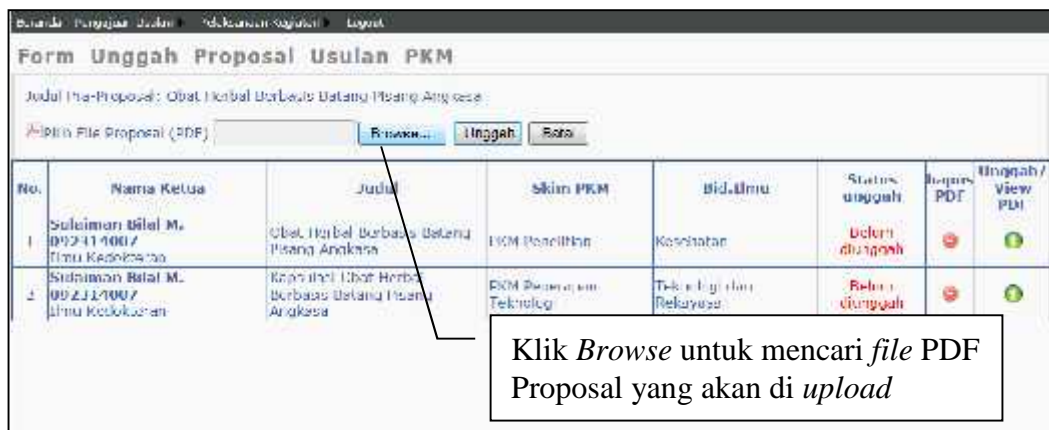 Beranda Pengajuan Usulan Pelaksanaan Kegiatan Logout
Form Unggah Proposal Usulan PKM
Judul Pra-Proposal: Obat Herbal Berbasis Batang Pisang Angkasa
Pilih File Proposal (PDF) Browse... Unggah Batal
No. Nama Ketua Judul Skim PKM Bid.Ilmu Status unggah hapus PDF Unggah/ View PDF
1 Sulaiman Bilal M. 092314007 Ilmu Kedokteran Obat Herbal Berbasis Batang Pisang Angkasa PKM Penelitian Kesehatan Belum diunggah
2 Sulaiman Bilal M. 092314007 Ilmu Kedokteran Obat Herbal Berbasis Batang Pisang Angkasa PKM Penerapan Teknologi Teknologi dan Rekayasa Belum diunggah
Klik Browse untuk mencari file PDF
Proposal yang akan di upload